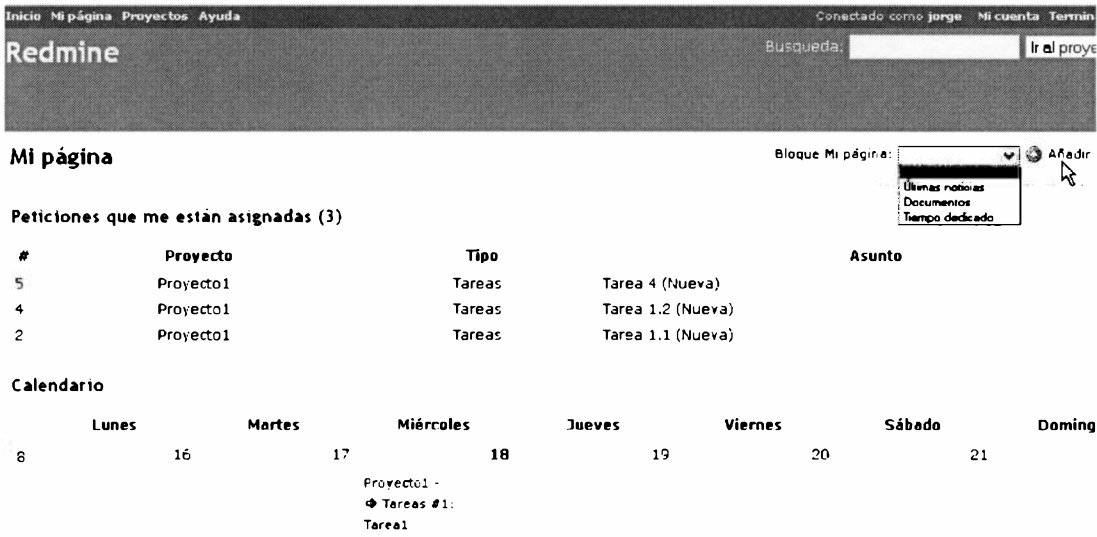 Inicio Mi página Proyectos Ayuda Conectado como jorge Mi cuenta Termin
Redmine Busqueda: Ir al proye
Mi página Bloque Mi página: Añadir
Últimas noticias
Documentos
Tiempo dedicado
Peticiones que me están asignadas (3)
# Proyecto Tipo Asunto
5 Proyecto1 Tareas Tarea 4 (Nueva)
4 Proyecto1 Tareas Tarea 1.2 (Nueva)
2 Proyecto1 Tareas Tarea 1.1 (Nueva)
Calendario
Lunes Martes Miércoles Jueves Viernes Sábado Doming
8 16 17 18 19 20 21
Proyecto1 -
Tareas #1:
Tarea1